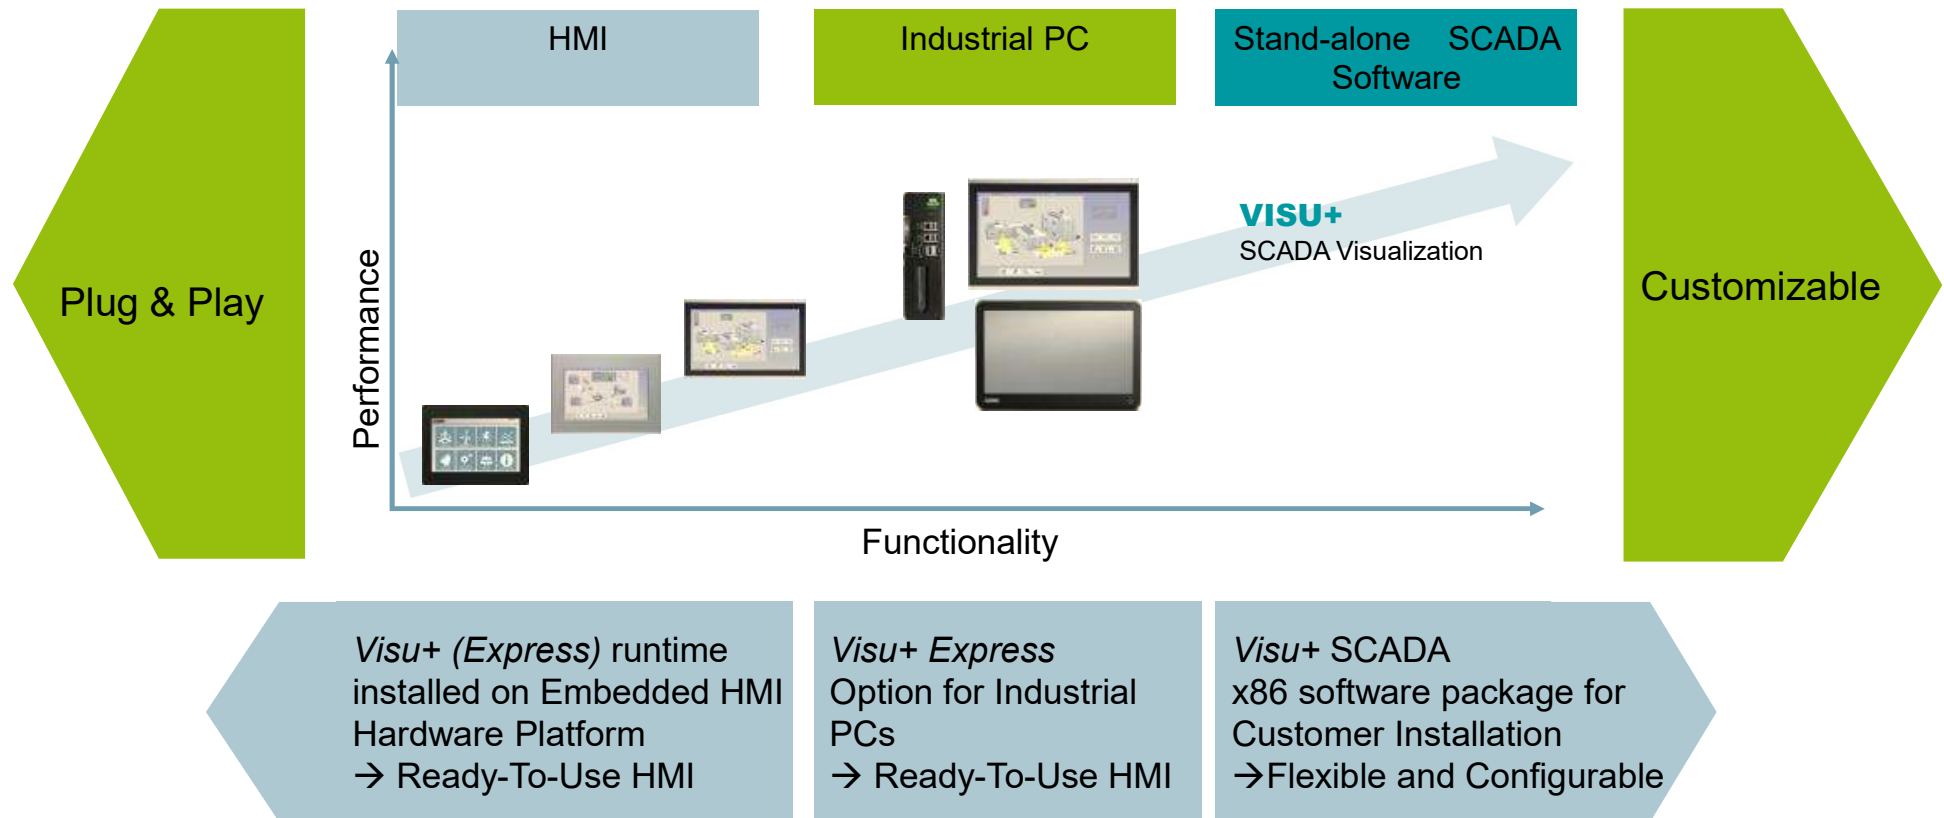 HMI
Industrial PC
Stand-alone SCADA
Software
Plug & Play
Performance
VISU+
SCADA Visualization
Customizable
Functionality
Visu+ (Express) runtime
installed on Embedded HMI
Hardware Platform
→ Ready-To-Use HMI
Visu+ Express
Option for Industrial
PCs
→ Ready-To-Use HMI
Visu+ SCADA
x86 software package for
Customer Installation
→Flexible and Configurable